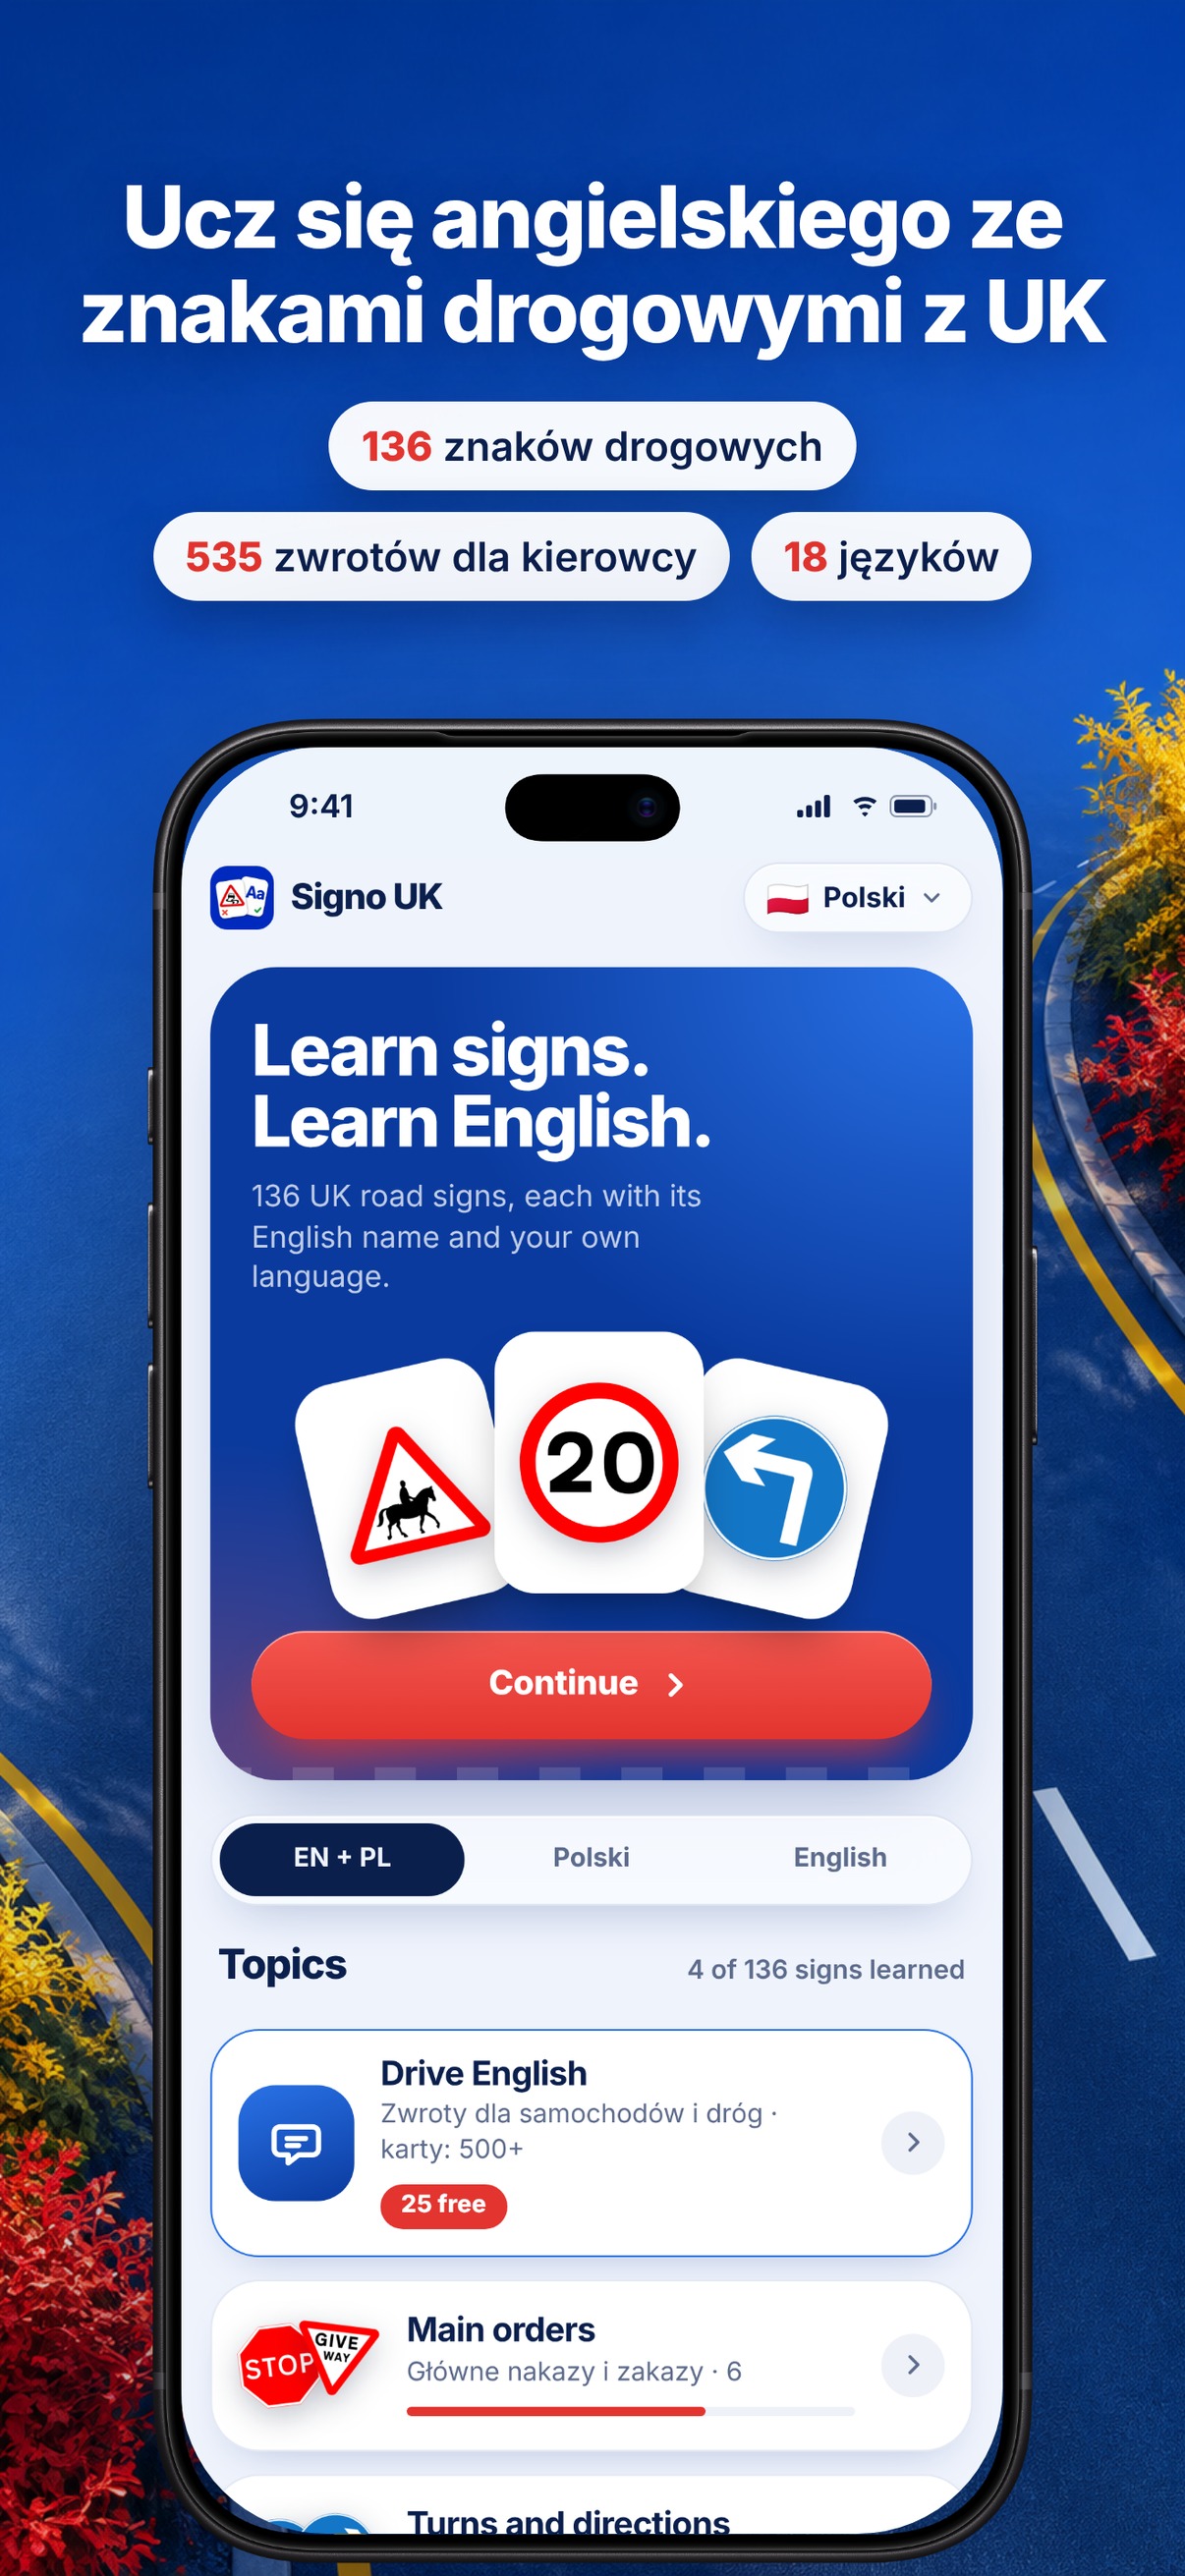 Ucz się angielskiego ze
znakami drogowymi z UK
136 znaków drogowych
535 zwrotów dla kierowcy
18 języków
9:41
Aa
Signo UK
Polski
Learn signs.
Learn English.
136 UK road signs, each with its
English name and your own
language.
20
Continue
EN + PL
Polski
English
Topics
4 of 136 signs learned
Drive English
Zwroty dla samochodów i dróg ·
karty: 500+
25 free
STOP
GIVE
WAY
Main orders
Główne nakazy i zakazy · 6
Turns and directions